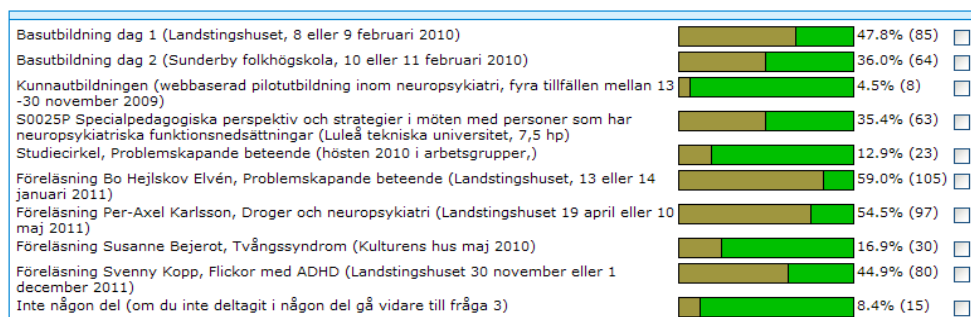 Basutbildning dag 1 (Landstingshuset, 8 eller 9 februari 2010) 47.8% (85)
Basutbildning dag 2 (Sunderby folkhögskola, 10 eller 11 februari 2010) 36.0% (64)
Kunnautbildningen (webbaserad pilotutbildning inom neuropsykiatri, fyra tillfällen mellan 13
-30 november 2009) 4.5% (8)
S0025P Specialpedagogiska perspektiv och strategier i möten med personer som har
neuropsykiatriska funktionsnedsättningar (Luleå tekniska universitet, 7,5 hp) 35.4% (63)
Studiecirkel, Problemskapande beteende (hösten 2010 i arbetsgrupper,) 12.9% (23)
Föreläsning Bo Hejlskov Elvén, Problemskapande beteende (Landstingshuset, 13 eller 14
januari 2011) 59.0% (105)
Föreläsning Per-Axel Karlsson, Droger och neuropsykiatri (Landstingshuset 19 april eller 10
maj 2011) 54.5% (97)
Föreläsning Susanne Bejerot, Tvångssyndrom (Kulturens hus maj 2010) 16.9% (30)
Föreläsning Svenny Kopp, Flickor med ADHD (Landstingshuset 30 november eller 1
december 2011) 44.9% (80)
Inte någon del (om du inte deltagit i någon del gå vidare till fråga 3) 8.4% (15)